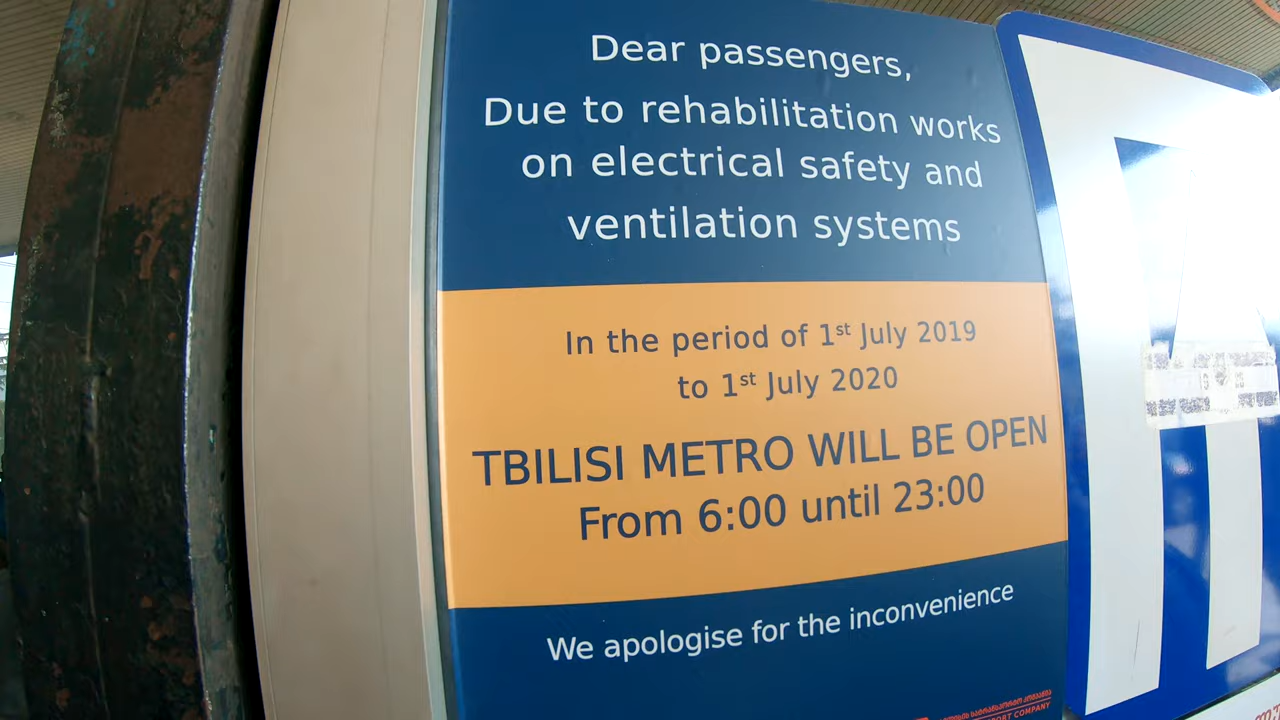 Dear passengers,
Due to rehabilitation works
on electrical safety and
ventilation systems
In the period of 1st July 2019
to 1st July 2020
TBILISI METRO WILL BE OPEN
From 6:00 until 23:00
We apologise for the inconvenience
COMPANY